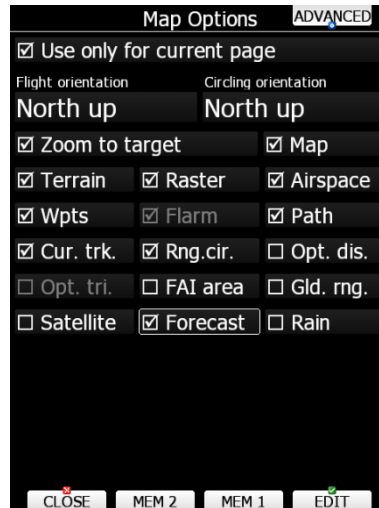 Map Options ADVANCED
Use only for current page
Flight orientation Circling orientation
North up North up
Zoom to target Map
Terrain Raster Airspace
Wpts Flarm Path
Cur. trk. Rng.cir. Opt. dis.
Opt. tri. FAI area Gld. rng.
Satellite Forecast Rain
CLOSE MEM 2 MEM 1 EDIT